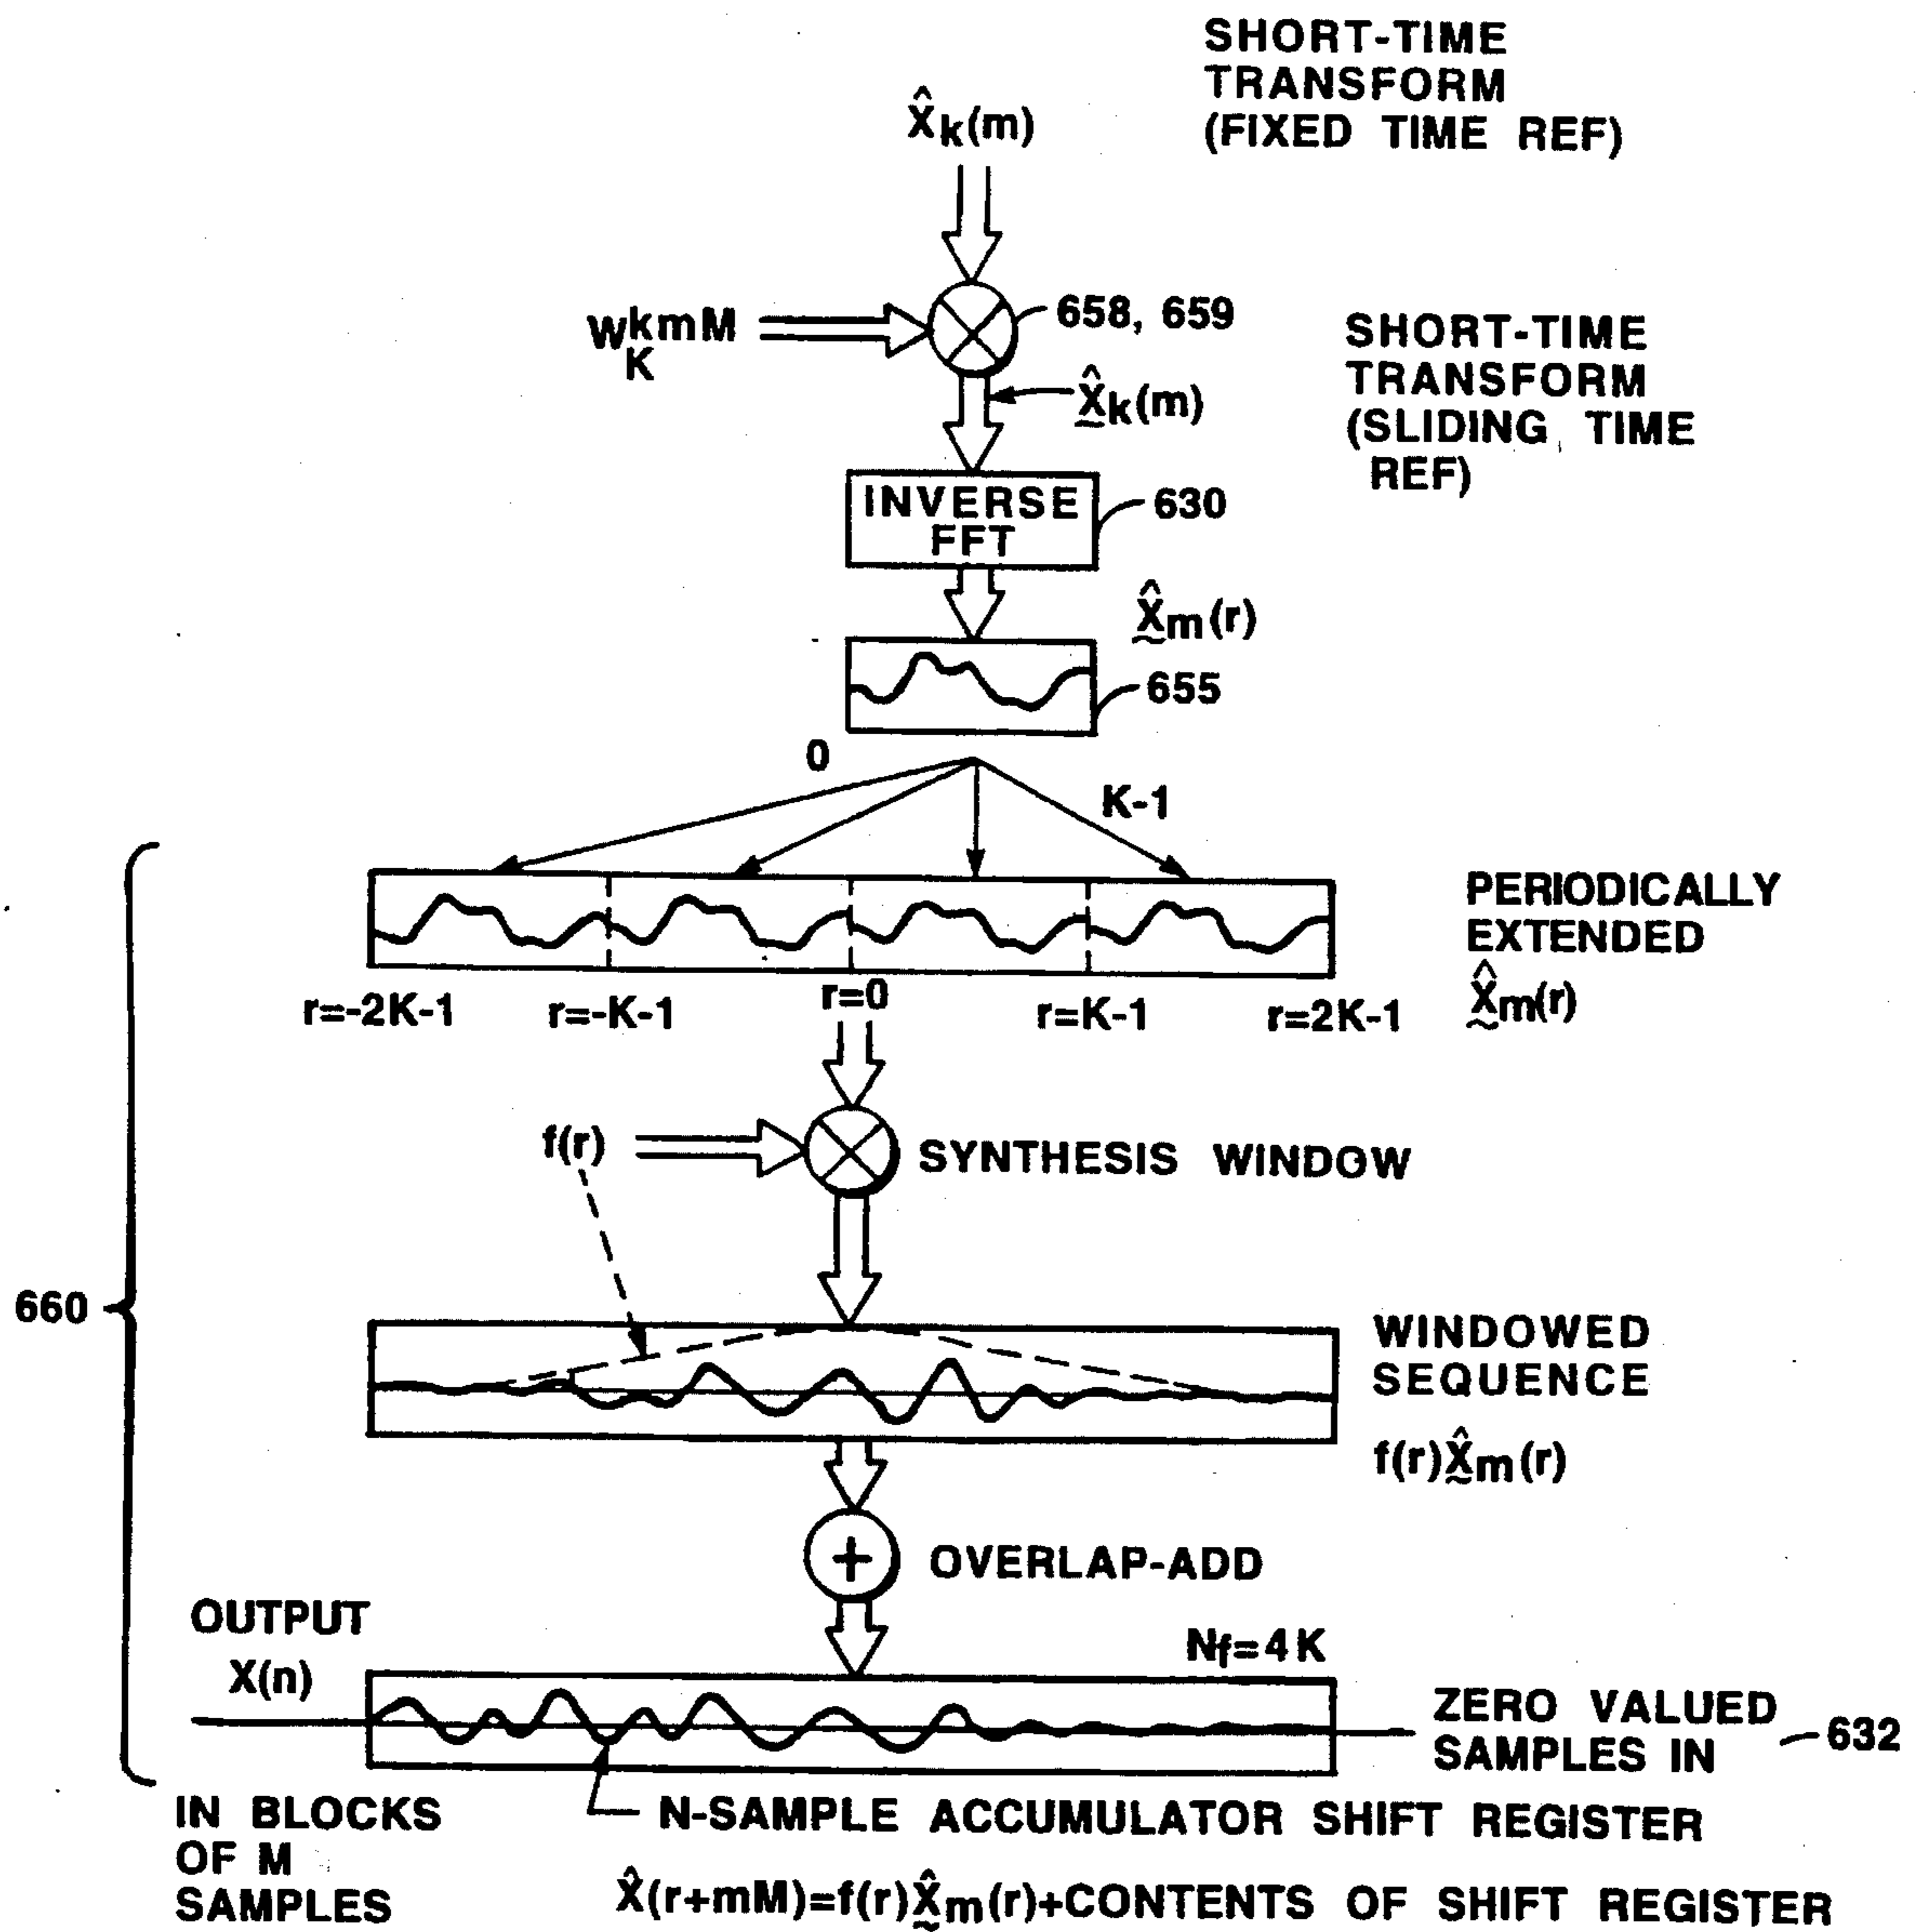 SHORT-TIME
TRANSFORM
(FIXED TIME REF)
X̂k(m)
WK^kmM
658, 659
X̰̂k(m)
SHORT-TIME
TRANSFORM
(SLIDING TIME
REF)
INVERSE
FFT
630
X̰̂m(r)
655
0
K-1
PERIODICALLY
EXTENDED
X̰̂m(r)
r=-2K-1
r=-K-1
r=0
r=K-1
r=2K-1
f(r)
SYNTHESIS WINDOW
660
WINDOWED
SEQUENCE
f(r)X̰̂m(r)
+
OVERLAP-ADD
OUTPUT
X(n)
Nf=4K
ZERO VALUED
SAMPLES IN
632
IN BLOCKS
OF M
SAMPLES
N-SAMPLE ACCUMULATOR SHIFT REGISTER
X̂(r+mM)=f(r)X̰̂m(r)+CONTENTS OF SHIFT REGISTER